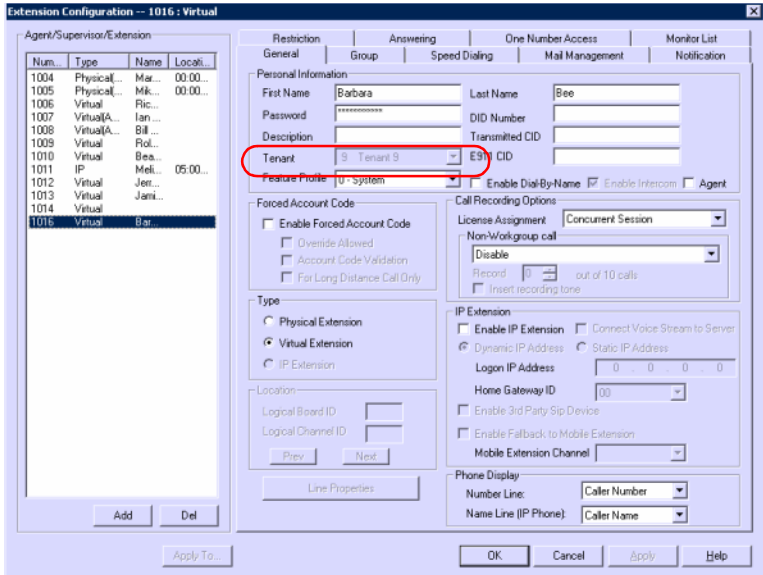 Extension Configuration -- 1016 : Virtual
Agent/Supervisor/Extension
Num... Type Name Locati...
1004 Physical(... Mar... 00:00...
1005 Physical(... Mik... 00:00...
1006 Virtual Ric...
1007 Virtual(A... Ian ...
1008 Virtual(A... Bill ...
1009 Virtual Rol...
1010 Virtual Bea...
1011 IP Meli... 05:00...
1012 Virtual Jerr...
1013 Virtual Jami...
1014 Virtual
1016 Virtual Bar...
Add Del
Restriction Answering One Number Access Monitor List
General Group Speed Dialing Mail Management Notification
Personal Information
First Name Barbara Last Name Bee
Password *********** DID Number
Description Transmitted CID
Tenant 9 Tenant 9 E911 CID
Feature Profile 0 - System Enable Dial-By-Name Enable Intercom Agent
Forced Account Code
Enable Forced Account Code
Override Allowed
Account Code Validation
For Long Distance Call Only
Call Recording Options
License Assignment Concurrent Session
Non-Workgroup call
Disable
Record 0 out of 10 calls
Insert recording tone
Type
Physical Extension
Virtual Extension
IP Extension
IP Extension
Enable IP Extension Connect Voice Stream to Server
Dynamic IP Address Static IP Address
Logon IP Address 0 . 0 . 0 . 0
Home Gateway ID 00
Enable 3rd Party Sip Device
Enable Fallback to Mobile Extension
Mobile Extension Channel
Location
Logical Board ID
Logical Channel ID
Prev Next
Line Properties
Phone Display
Number Line: Caller Number
Name Line (IP Phone): Caller Name
Apply To... OK Cancel Apply Help